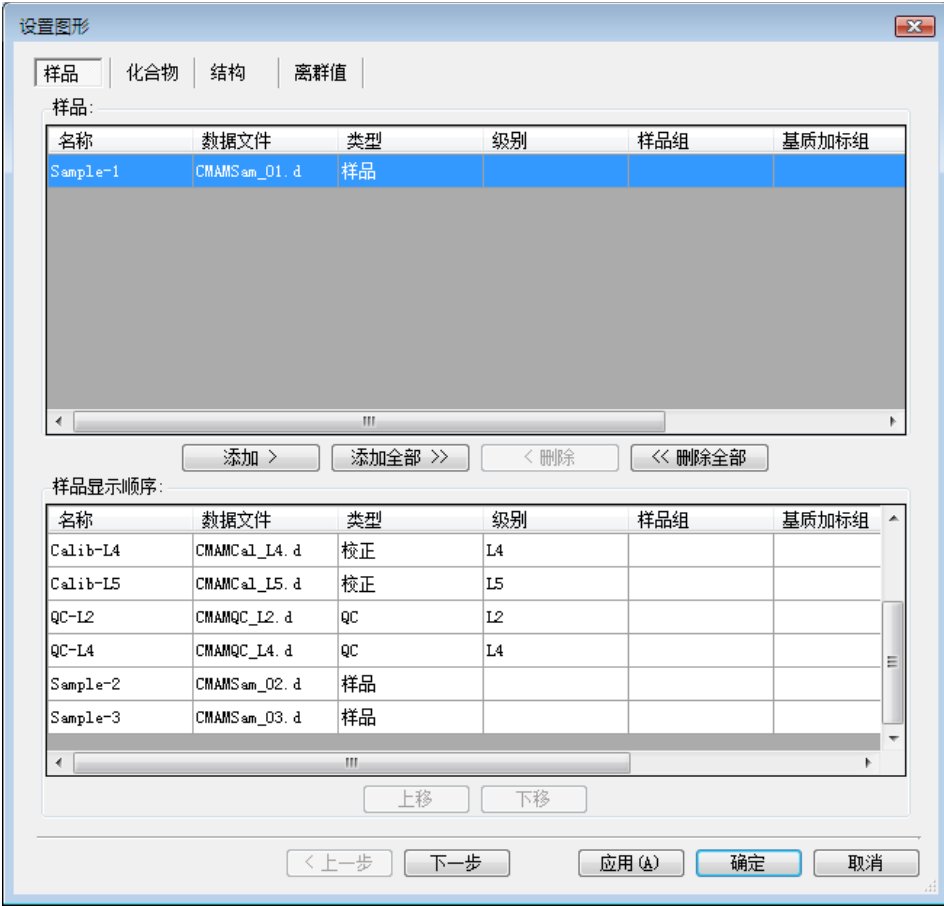 设置图形
样品 化合物 结构 离群值
样品:
名称 数据文件 类型 级别 样品组 基质加标组
Sample-1 CMAMSam_01.d 样品
添加 > 添加全部 >> < 删除 << 删除全部
样品显示顺序:
名称 数据文件 类型 级别 样品组 基质加标组
Calib-L4 CMAMCal_L4.d 校正 L4
Calib-L5 CMAMCal_L5.d 校正 L5
QC-L2 CMAMQC_L2.d QC L2
QC-L4 CMAMQC_L4.d QC L4
Sample-2 CMAMSam_02.d 样品
Sample-3 CMAMSam_03.d 样品
上移 下移
< 上一步 下一步 应用(A) 确定 取消